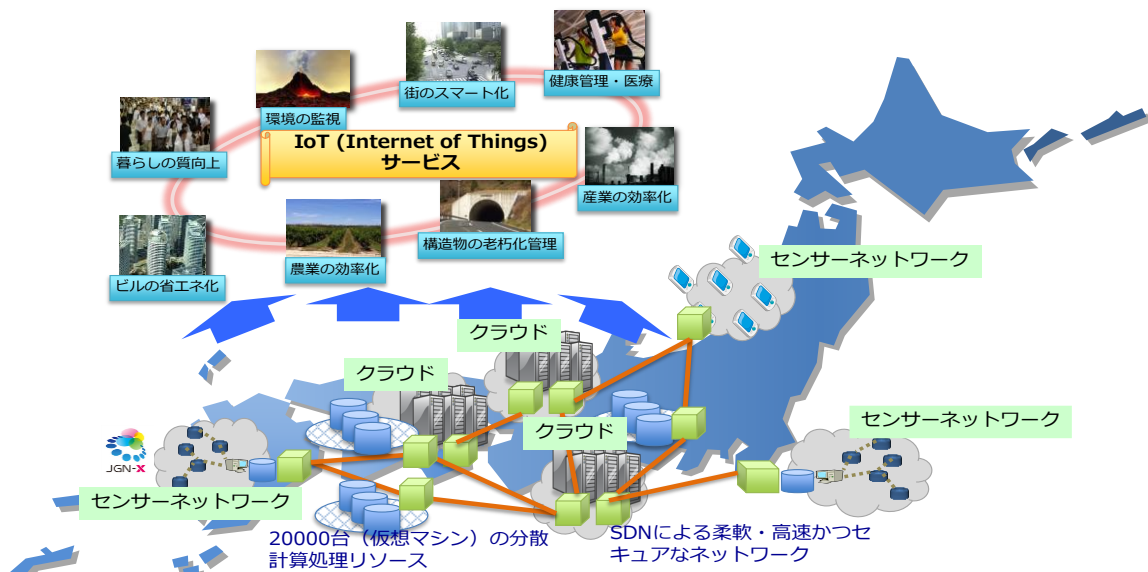 街のスマート化
健康管理・医療
環境の監視
IoT (Internet of Things)
サービス
暮らしの質向上
産業の効率化
構造物の老朽化管理
農業の効率化
ビルの省エネ化
センサーネットワーク
クラウド
クラウド
クラウド
センサーネットワーク
JGN-X
センサーネットワーク
20000台（仮想マシン）の分散
計算処理リソース
SDNによる柔軟・高速かつセ
キュアなネットワーク